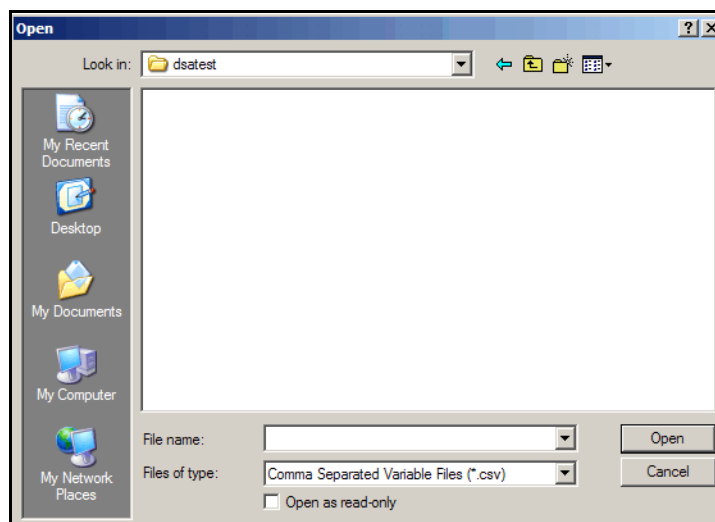 Open
Look in: dsatest
My Recent
Documents
Desktop
My Documents
My Computer
My Network
Places
File name:
Open
Files of type: Comma Separated Variable Files (*.csv)
Cancel
Open as read-only